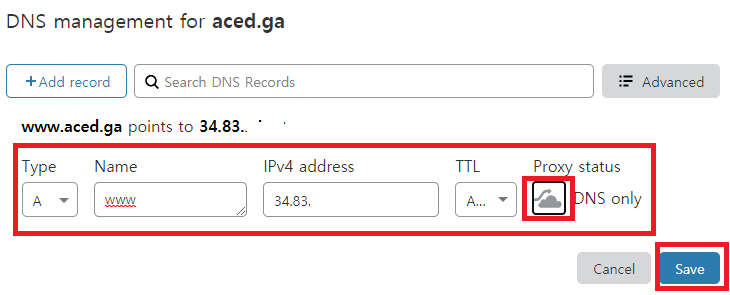 DNS management for aced.ga
+Add record
Search DNS Records
Advanced
www.aced.ga points to 34.83.
Type Name IPv4 address TTL Proxy status
A www 34.83. A... DNS only
Cancel Save